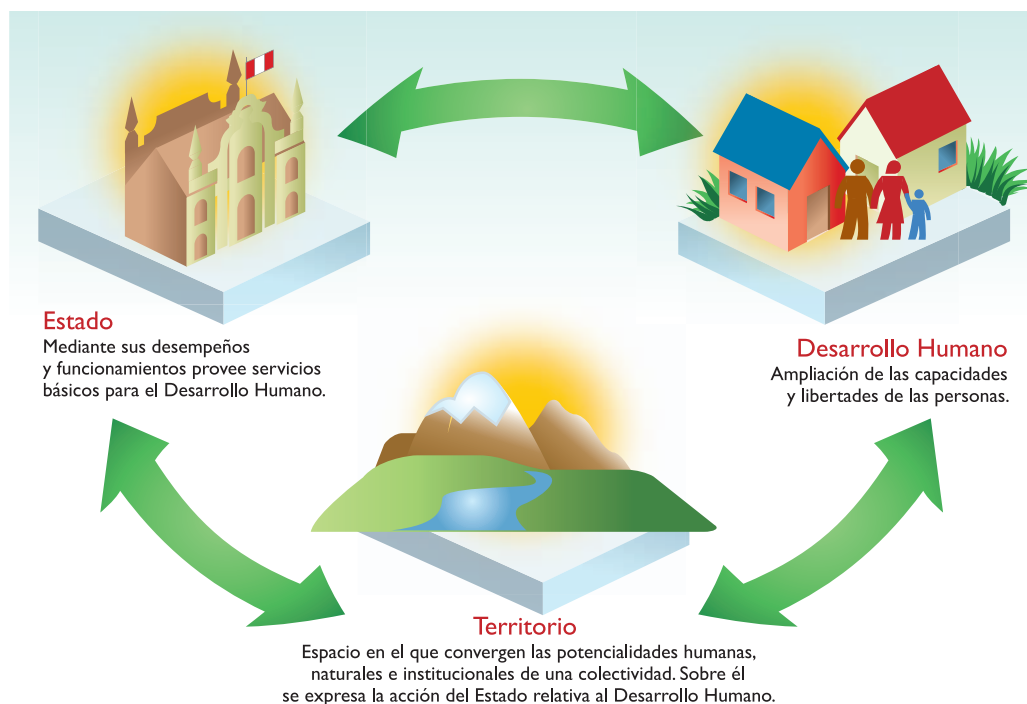 Estado
Mediante sus desempeños
y funcionamientos provee servicios
básicos para el Desarrollo Humano.
Desarrollo Humano
Ampliación de las capacidades
y libertades de las personas.
Territorio
Espacio en el que convergen las potencialidades humanas,
naturales e institucionales de una colectividad. Sobre él
se expresa la acción del Estado relativa al Desarrollo Humano.